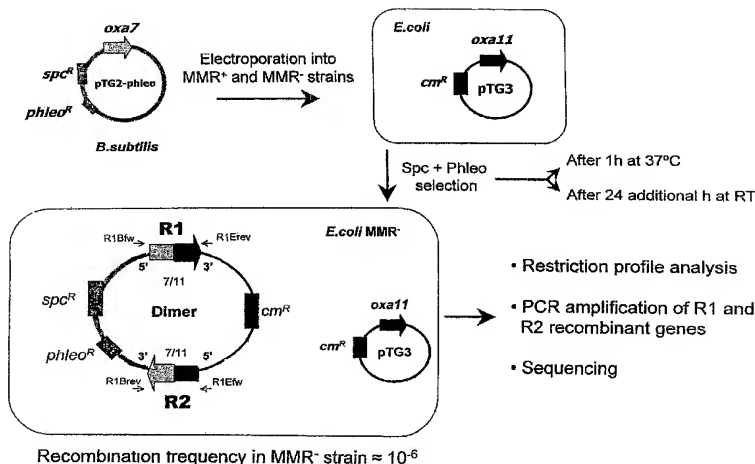 oxa7
spcR
pTG2-phleo
phleoR
B.subtilis
Electroporation into
MMR+ and MMR- strains
E.coli
oxa11
cmR
pTG3
Spc + Phleo
selection
After 1h at 37ºC
After 24 additional h at RT
R1
R1Bfw
R1Erev
5'
3'
7/11
E.coli MMR-
spcR
Dimer
cmR
phleoR
3'
7/11
5'
R1Brev
R1Efw
R2
oxa11
cmR
pTG3
• Restriction profile analysis
• PCR amplification of R1 and
R2 recombinant genes
• Sequencing
Recombination frequency in MMR- strain ≈ 10-6